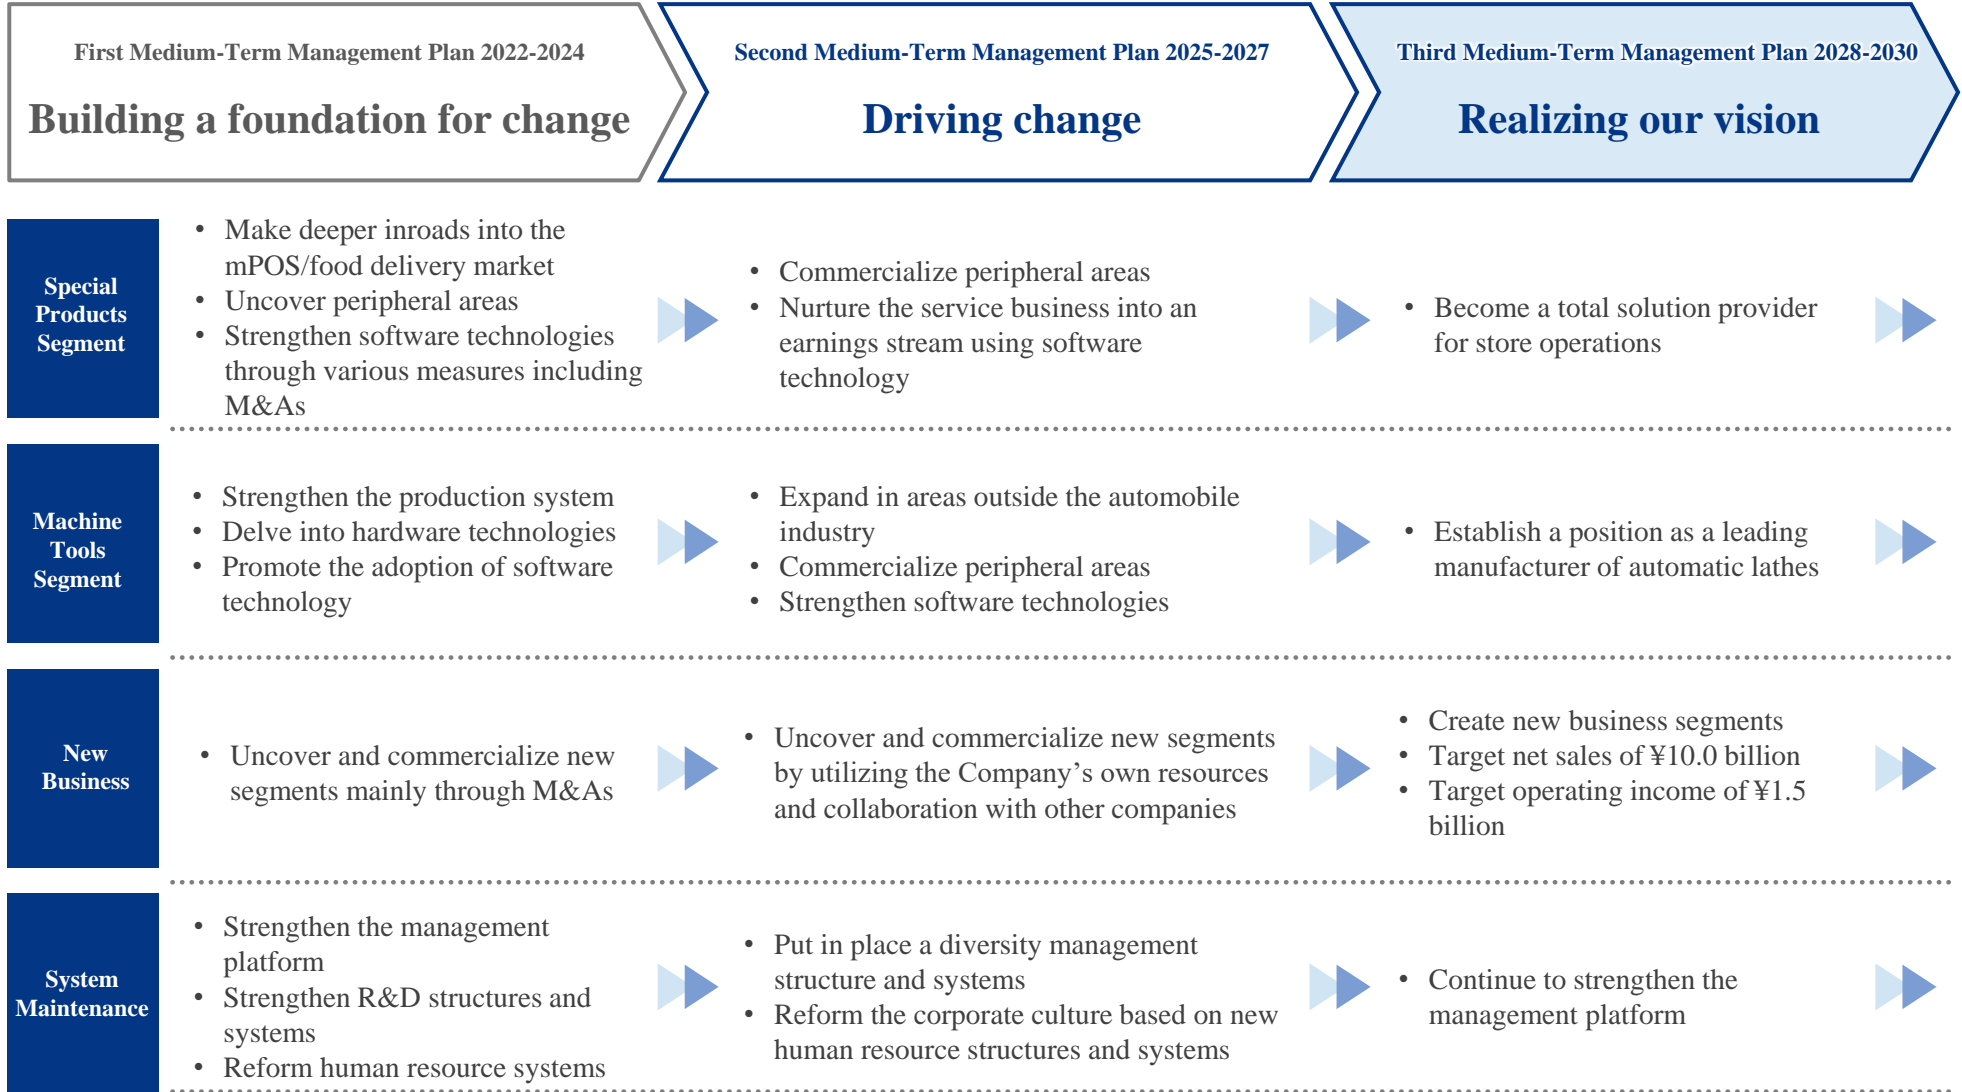 First Medium-Term Management Plan 2022-2024
Building a foundation for change
Second Medium-Term Management Plan 2025-2027
Driving change
Third Medium-Term Management Plan 2028-2030
Realizing our vision
Special
Products
Segment
• Make deeper inroads into the
mPOS/food delivery market
• Uncover peripheral areas
• Strengthen software technologies
through various measures including
M&As
• Commercialize peripheral areas
• Nurture the service business into an
earnings stream using software
technology
• Become a total solution provider
for store operations
Machine
Tools
Segment
• Strengthen the production system
• Delve into hardware technologies
• Promote the adoption of software
technology
• Expand in areas outside the automobile
industry
• Commercialize peripheral areas
• Strengthen software technologies
• Establish a position as a leading
manufacturer of automatic lathes
New
Business
• Uncover and commercialize new
segments mainly through M&As
• Uncover and commercialize new segments
by utilizing the Company’s own resources
and collaboration with other companies
• Create new business segments
• Target net sales of ¥10.0 billion
• Target operating income of ¥1.5
billion
System
Maintenance
• Strengthen the management
platform
• Strengthen R&D structures and
systems
• Reform human resource systems
• Put in place a diversity management
structure and systems
• Reform the corporate culture based on new
human resource structures and systems
• Continue to strengthen the
management platform